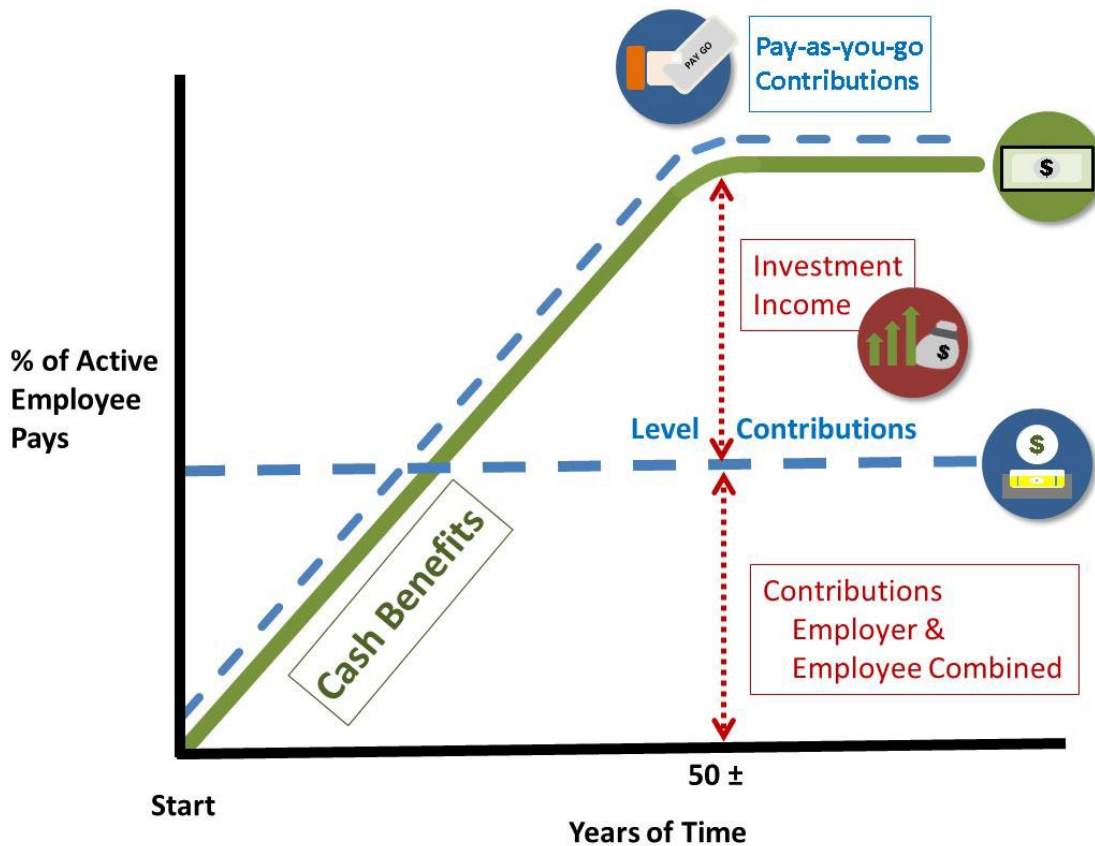 PAY GO
Pay-as-you-go
Contributions
$
Investment
Income
$
% of Active
Employee
Pays
Level Contributions
$
Cash Benefits
Contributions
Employer &
Employee Combined
50 ±
Start
Years of Time